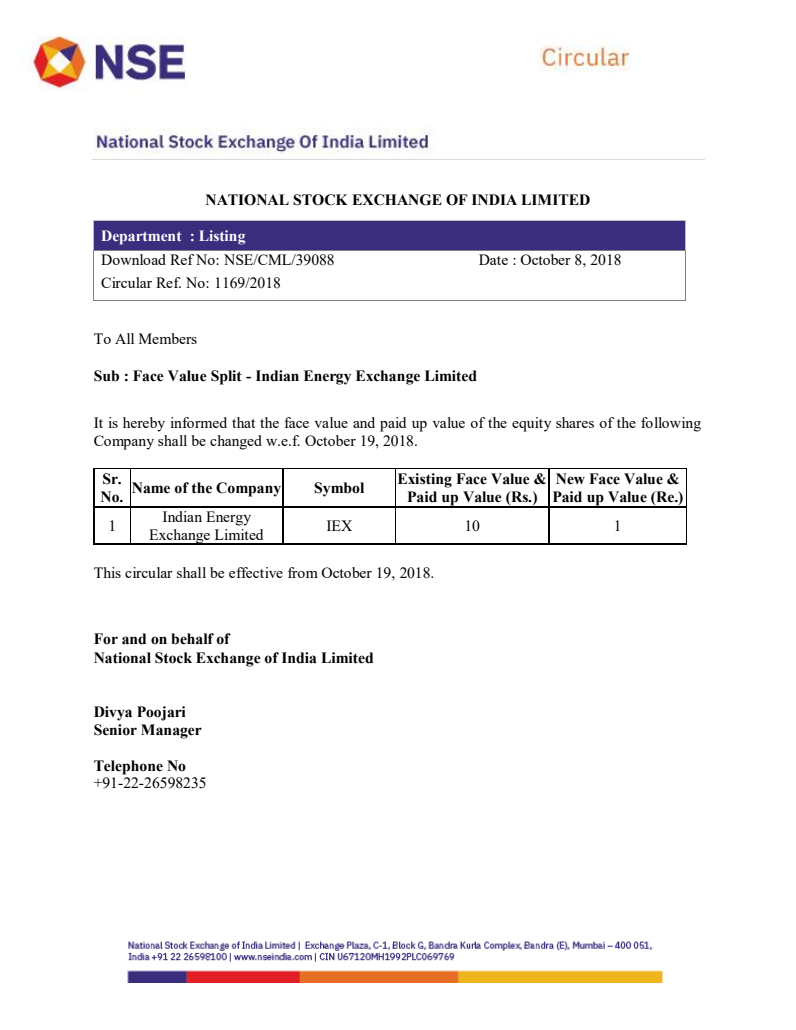 NSE
Circular
National Stock Exchange Of India Limited
NATIONAL STOCK EXCHANGE OF INDIA LIMITED
Department : Listing
Download Ref No: NSE/CML/39088 Date : October 8, 2018
Circular Ref. No: 1169/2018
To All Members
Sub : Face Value Split - Indian Energy Exchange Limited
It is hereby informed that the face value and paid up value of the equity shares of the following
Company shall be changed w.e.f. October 19, 2018.
Sr. No. Name of the Company Symbol Existing Face Value & Paid up Value (Rs.) New Face Value & Paid up Value (Re.)
1 Indian Energy Exchange Limited IEX 10 1
This circular shall be effective from October 19, 2018.
For and on behalf of
National Stock Exchange of India Limited
Divya Poojari
Senior Manager
Telephone No
+91-22-26598235
National Stock Exchange of India Limited | Exchange Plaza, C-1, Block G, Bandra Kurla Complex, Bandra (E), Mumbai – 400 051,
India +91 22 26598100 | www.nseindia.com | CIN U67120MH1992PLC069769